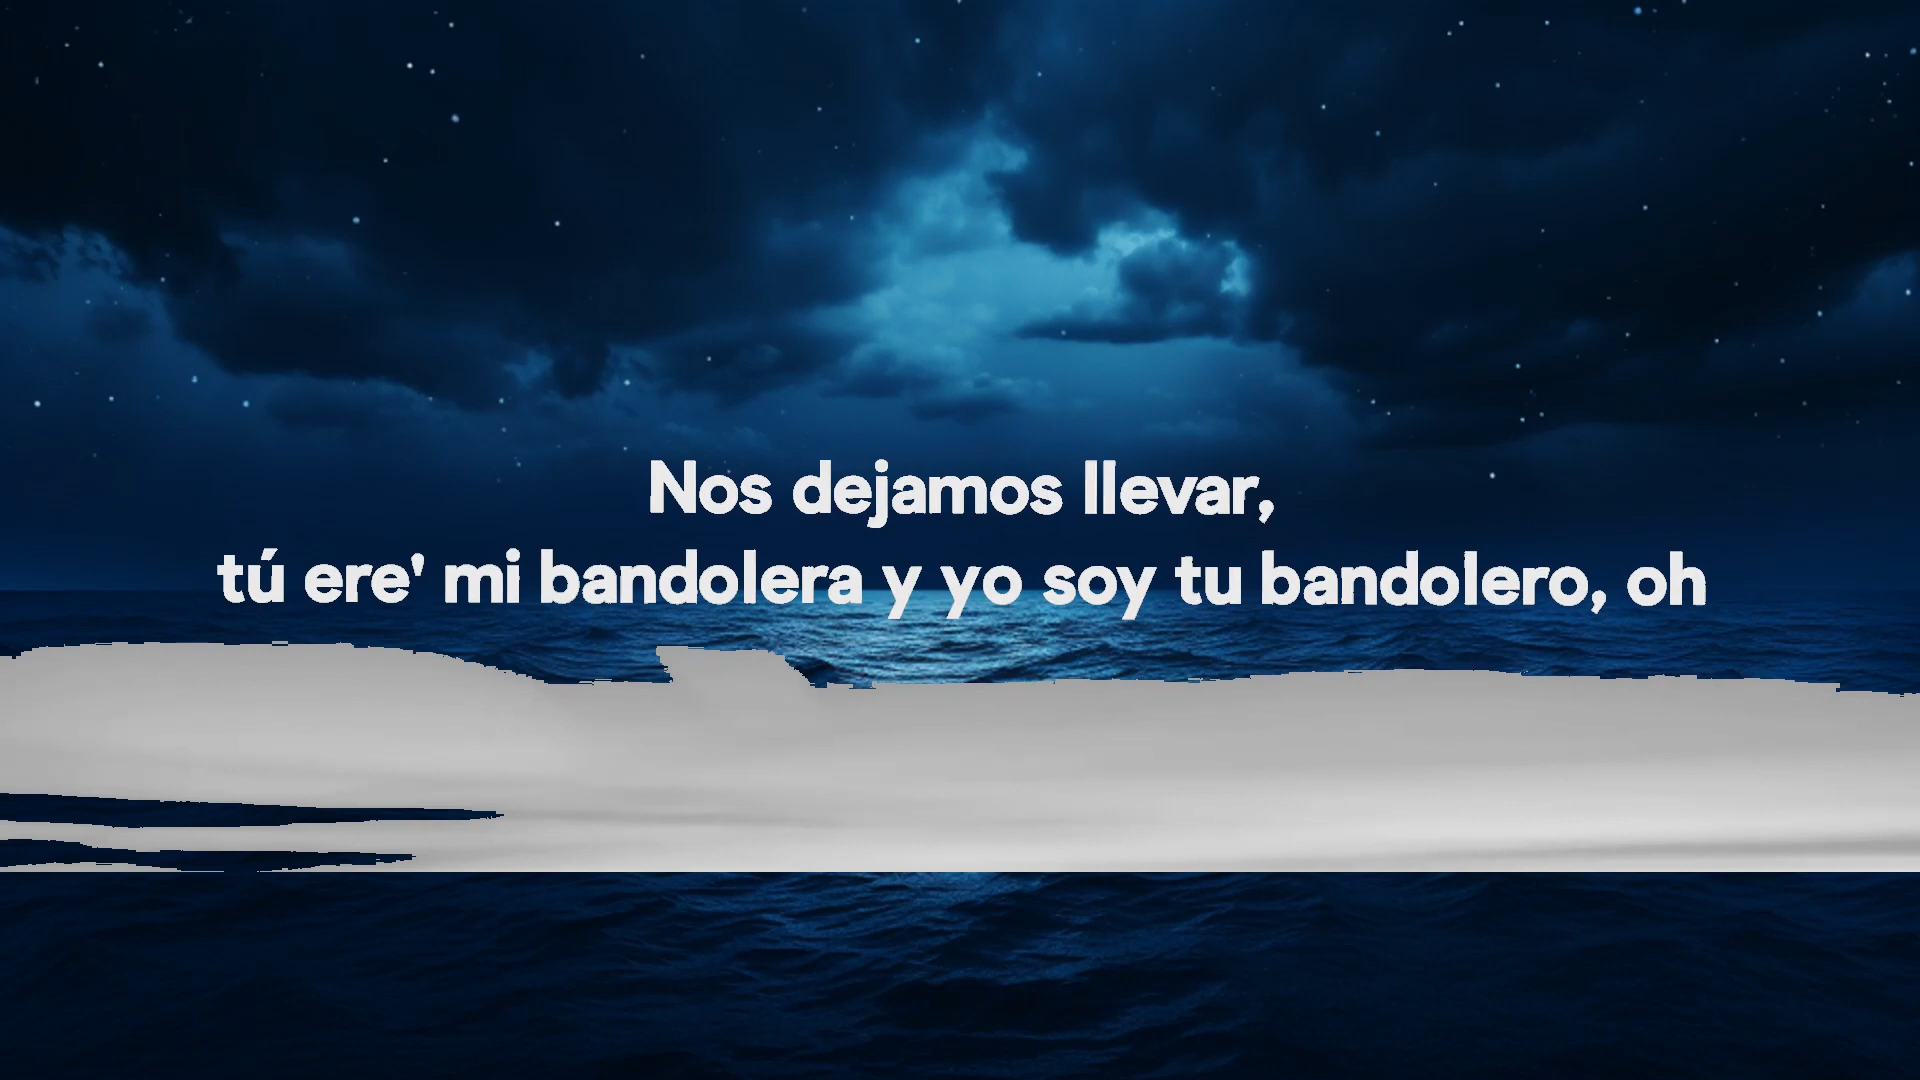 Nos dejamos llevar,
tú ere' mi bandolera y yo soy tu bandolero, oh